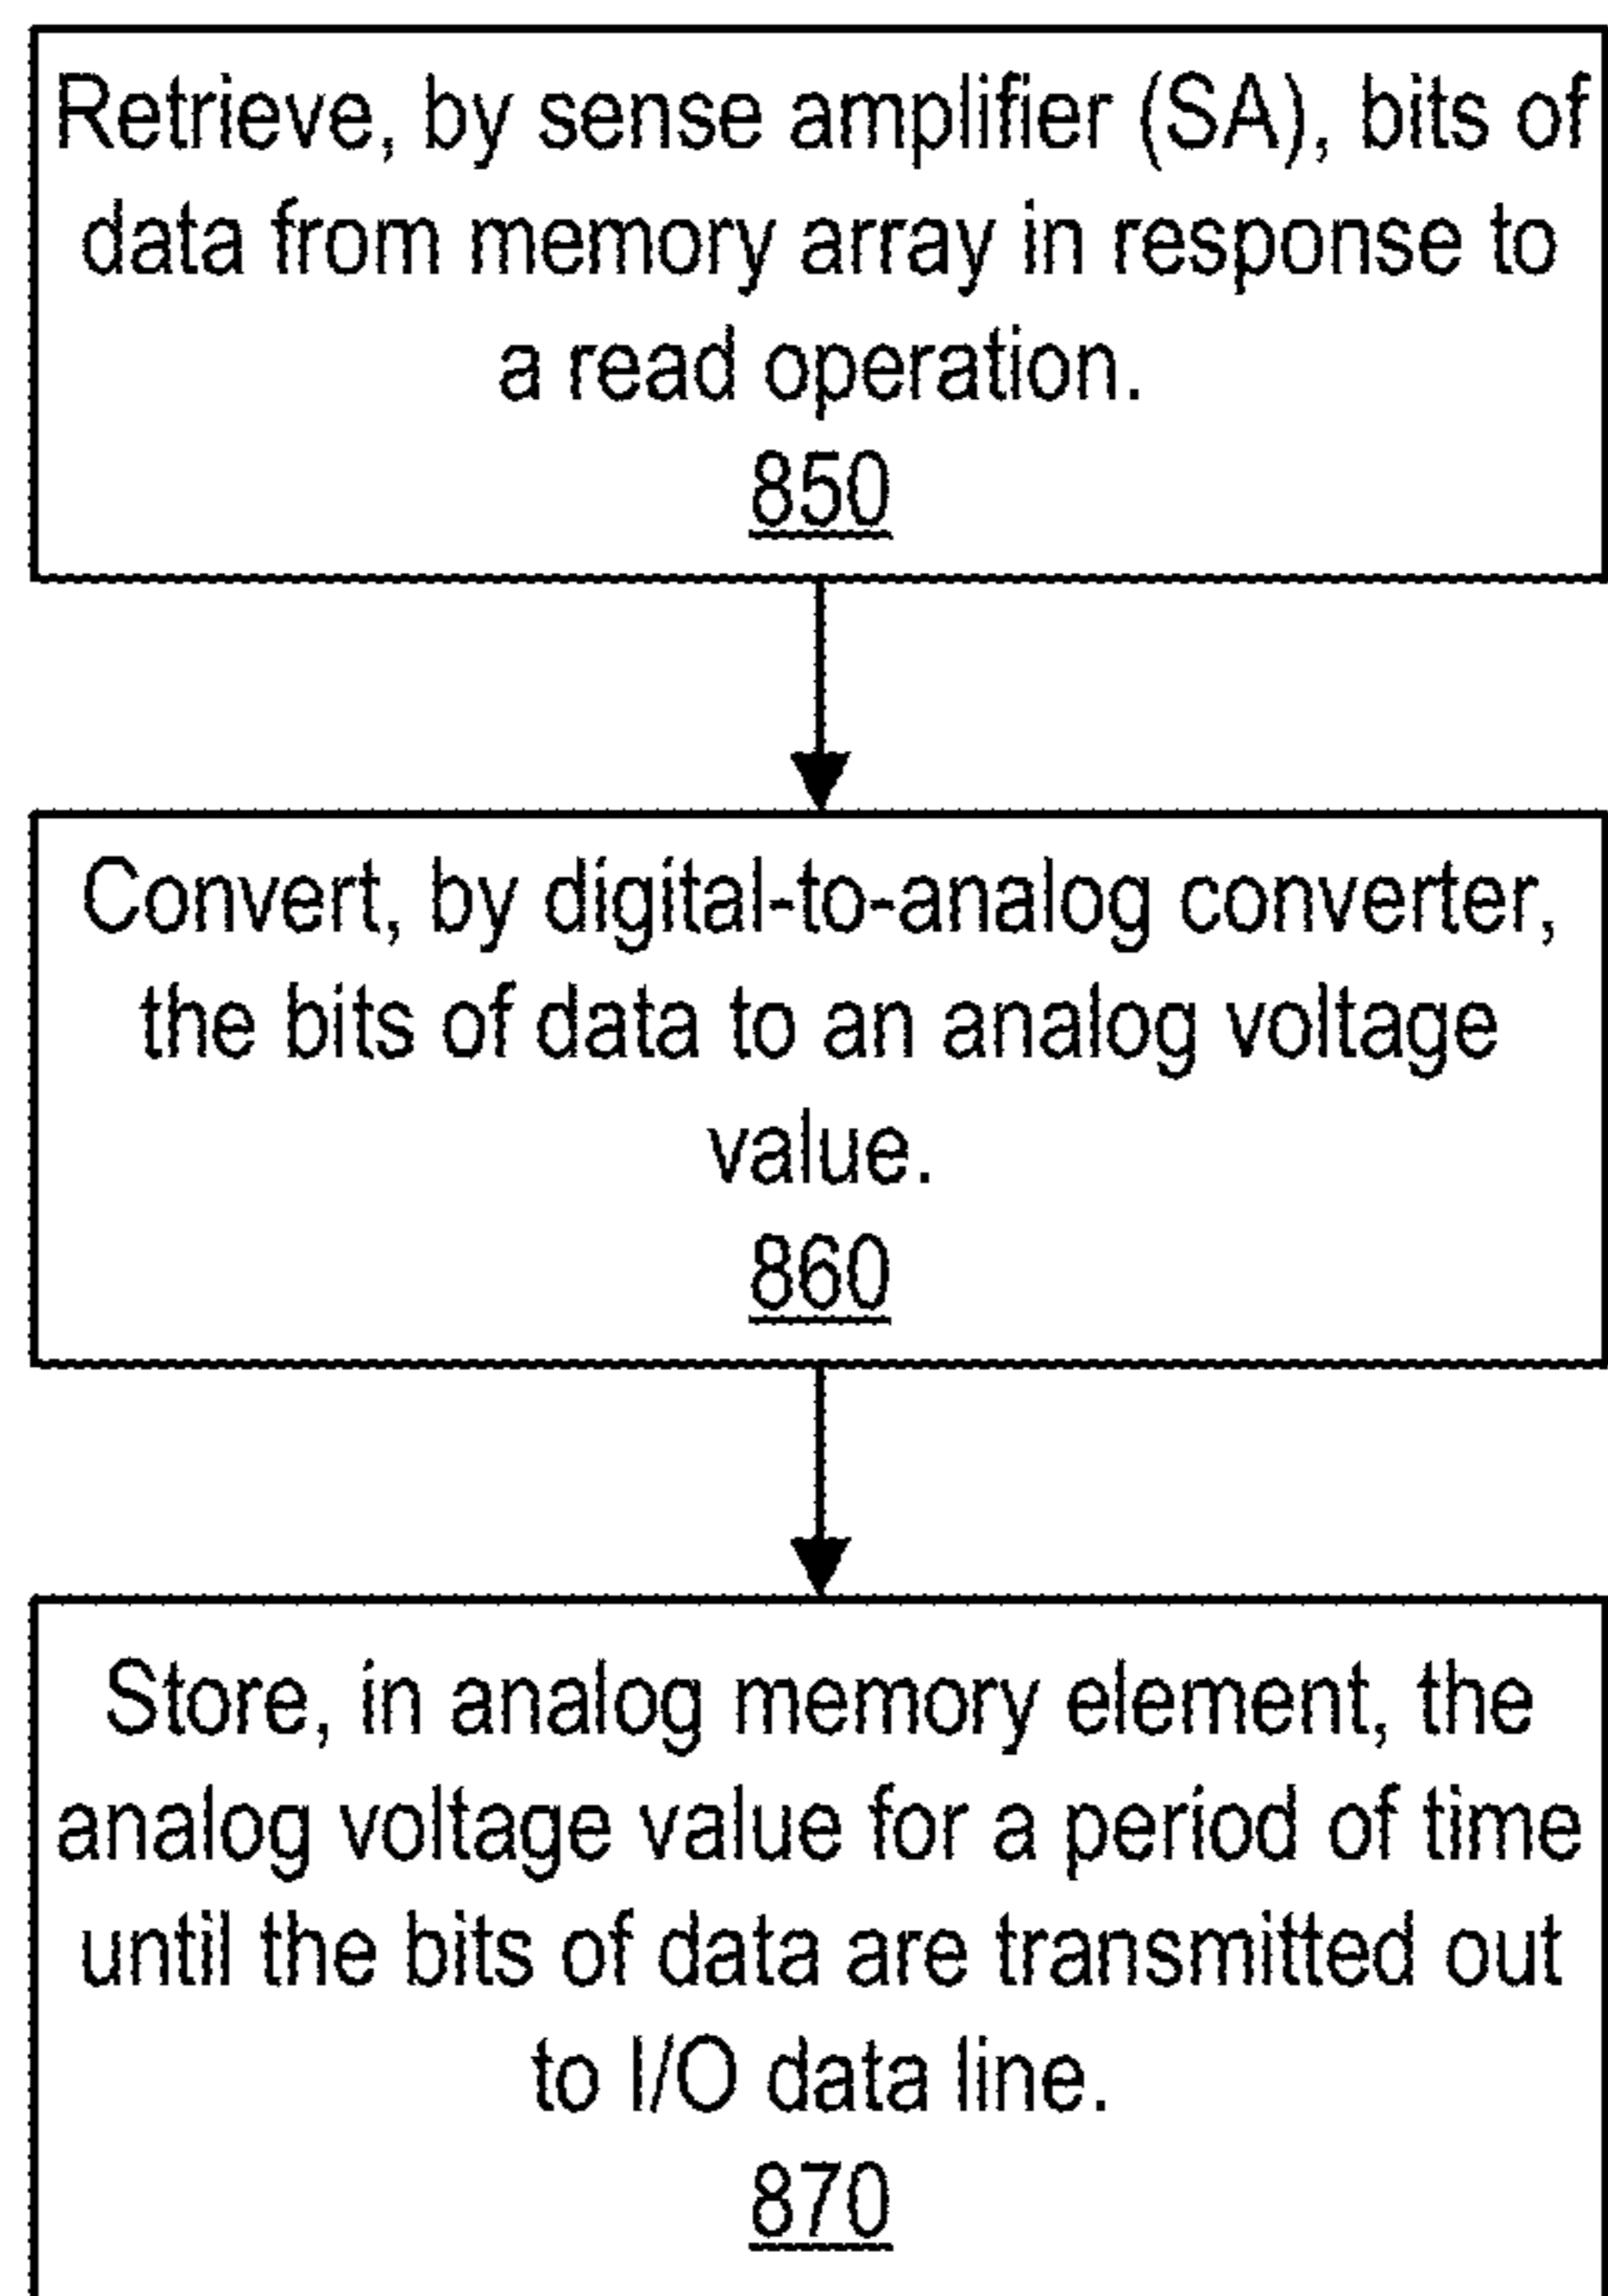 Retrieve, by sense amplifier (SA), bits of
data from memory array in response to
a read operation.
850
Convert, by digital-to-analog converter,
the bits of data to an analog voltage
value.
860
Store, in analog memory element, the
analog voltage value for a period of time
until the bits of data are transmitted out
to I/O data line.
870